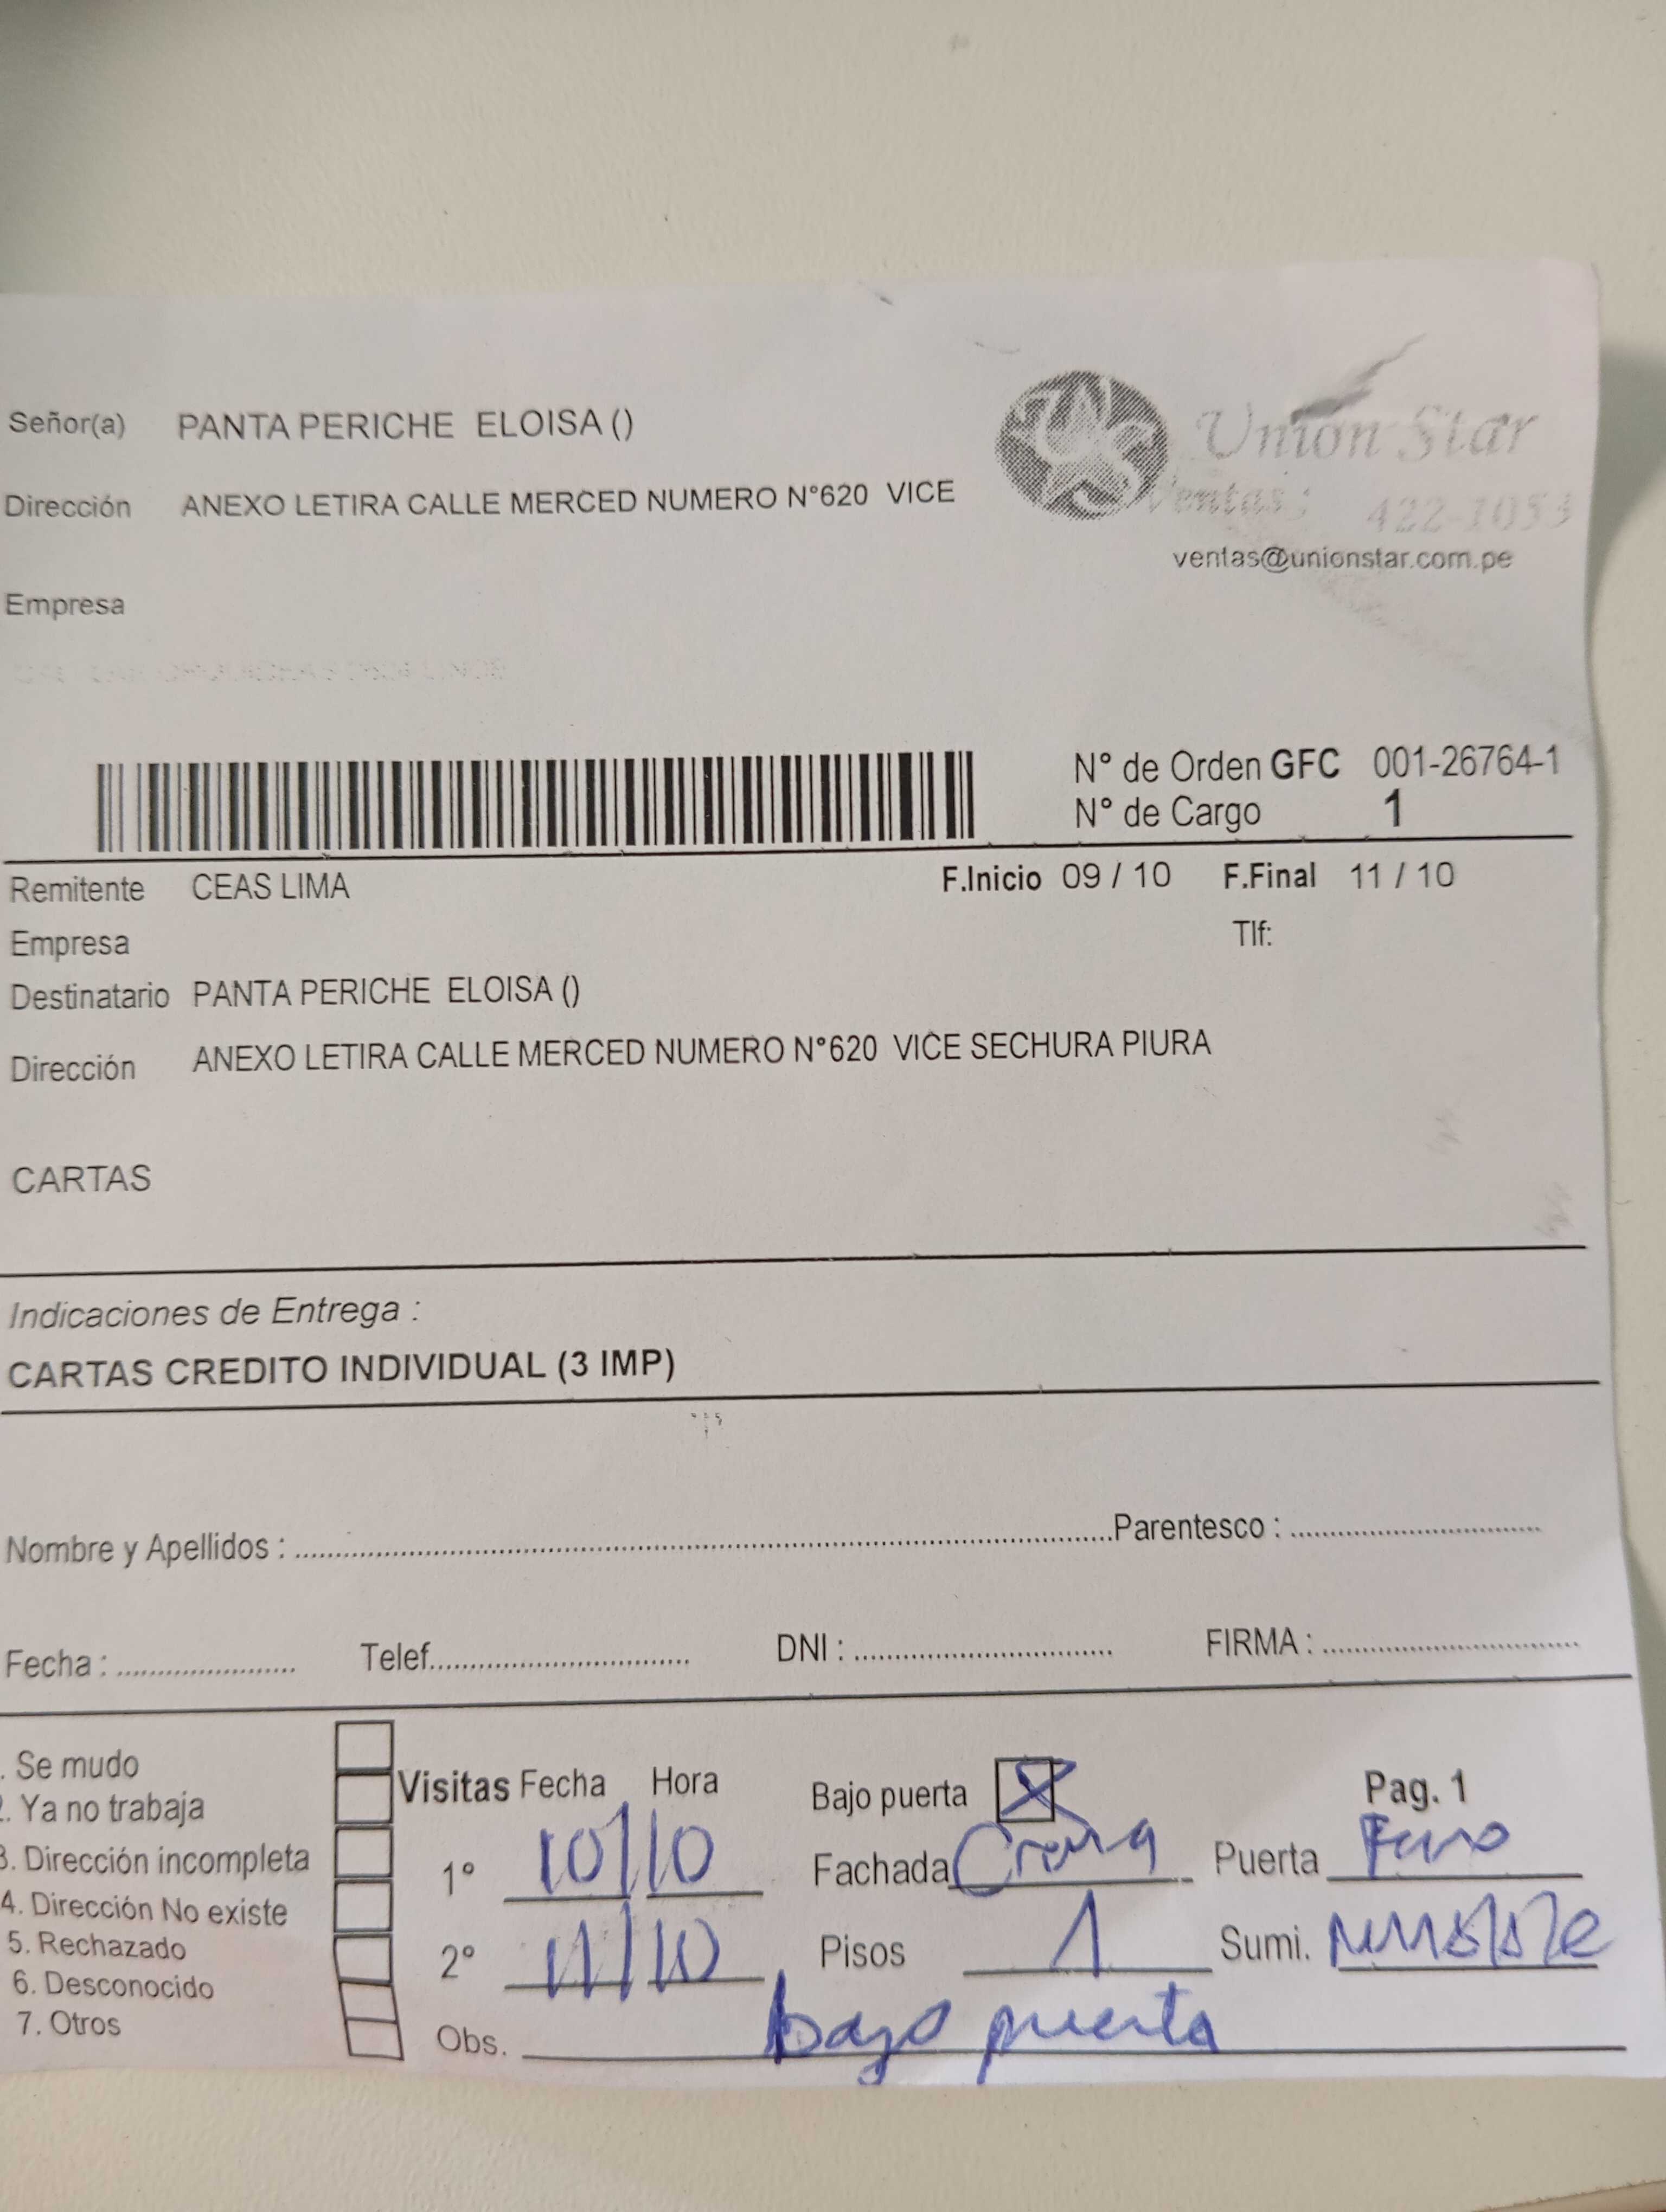 Señor(a) PANTA PERICHE ELOISA ()
Union Star
Dirección ANEXO LETIRA CALLE MERCED NUMERO N°620 VICE
Ventas : 422-1053
ventas@unionstar.com.pe
Empresa
N° de Orden GFC 001-26764-1
N° de Cargo 1
Remitente CEAS LIMA F.Inicio 09 / 10 F.Final 11 / 10
Empresa Tlf:
Destinatario PANTA PERICHE ELOISA ()
Dirección ANEXO LETIRA CALLE MERCED NUMERO N°620 VICE SECHURA PIURA
CARTAS
Indicaciones de Entrega :
CARTAS CREDITO INDIVIDUAL (3 IMP)
Nombre y Apellidos : Parentesco :
Fecha : Telef. DNI : FIRMA :
. Se mudo
. Ya no trabaja
3. Dirección incompleta
4. Dirección No existe
5. Rechazado
6. Desconocido
7. Otros
Visitas Fecha Hora
1° 10/10
2° 11/10
Bajo puerta X Pag. 1
Fachada Crema Puerta
Pisos 1 Sumi.
Obs. bajo puerta